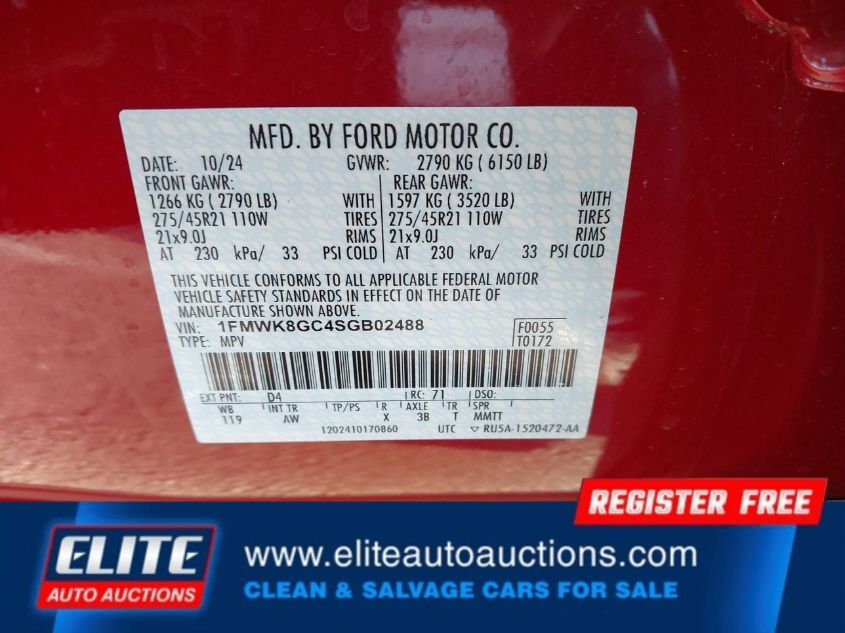 MFD. BY FORD MOTOR CO.
DATE: 10/24 GVWR: 2790 KG ( 6150 LB)
FRONT GAWR: REAR GAWR:
1266 KG ( 2790 LB) WITH 1597 KG ( 3520 LB) WITH
275/45R21 110W TIRES 275/45R21 110W TIRES
21x9.0J RIMS 21x9.0J RIMS
AT 230 kPa/ 33 PSI COLD AT 230 kPa/ 33 PSI COLD
THIS VEHICLE CONFORMS TO ALL APPLICABLE FEDERAL MOTOR
VEHICLE SAFETY STANDARDS IN EFFECT ON THE DATE OF
MANUFACTURE SHOWN ABOVE.
VIN: 1FMWK8GC4SGB02488 F0055
TYPE: MPV T0172
EXT PNT: D4 RC: 71 DSO:
WB INT TR TP/PS R AXLE TR SPR
119 AW X 3B T MMTT
1202410170860 UTC ▽ RU5A-1520472-AA
REGISTER FREE
ELITE
AUTO AUCTIONS
www.eliteautoauctions.com
CLEAN & SALVAGE CARS FOR SALE